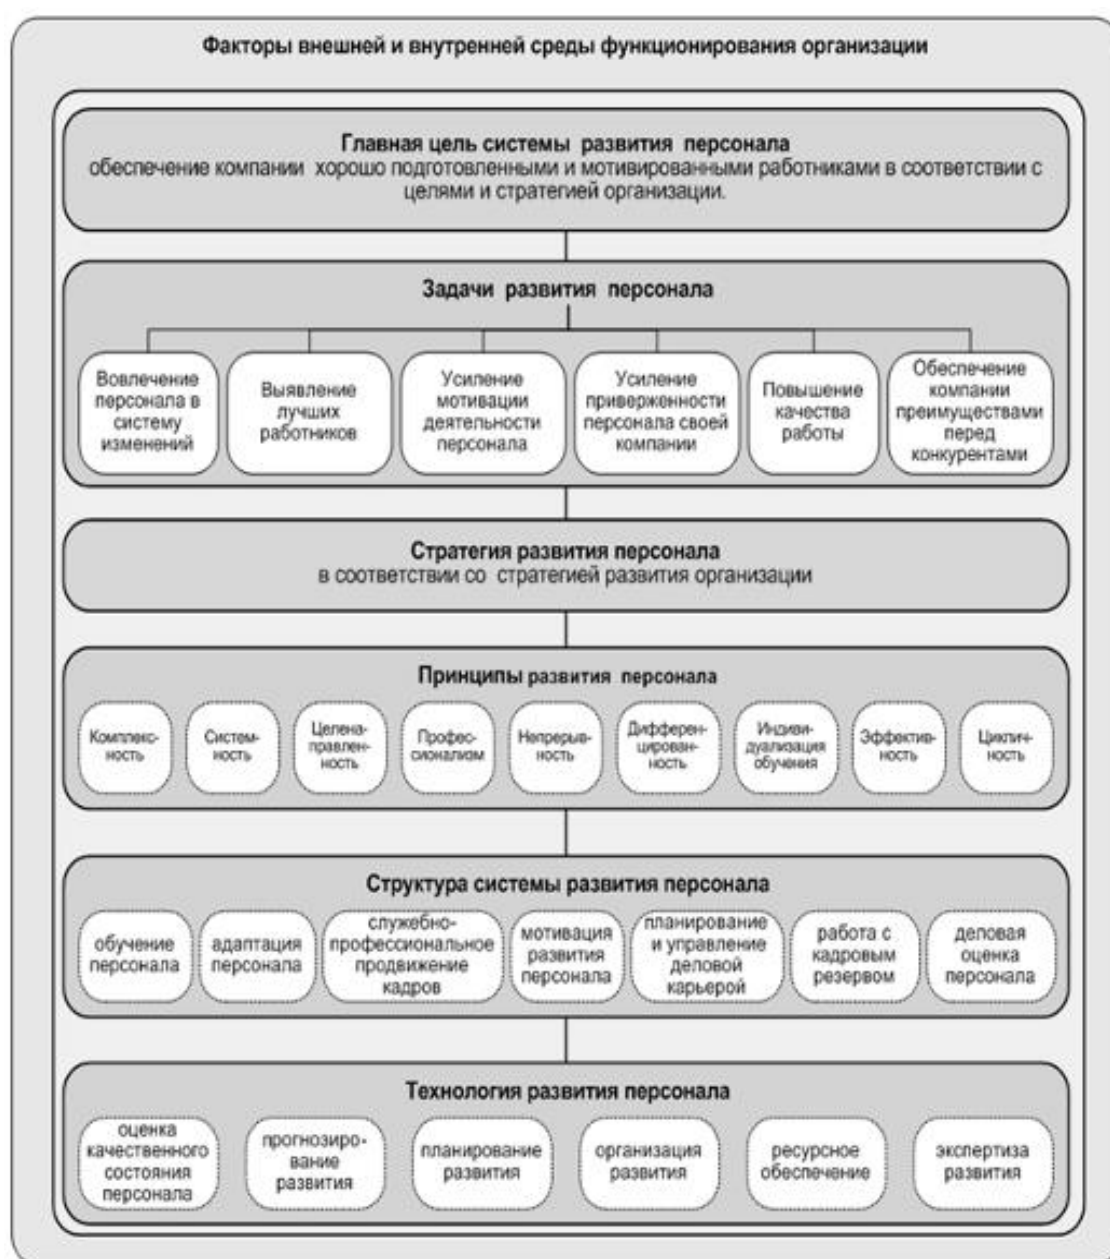 Факторы внешней и внутренней среды функционирования организации
Главная цель системы развития персонала
обеспечение компании хорошо подготовленными и мотивированными работниками в соответствии с
целями и стратегией организации.
Задачи развития персонала
Вовлечение
персонала в
систему
изменений
Выявление
лучших
работников
Усиление
мотивации
деятельности
персонала
Усиление
приверженности
персонала своей
компании
Повышение
качества
работы
Обеспечение
компании
преимуществами
перед
конкурентами
Стратегия развития персонала
в соответствии со стратегией развития организации
Принципы развития персонала
Комплекс-
ность
Систем-
ность
Целена-
правлен-
ность
Профес-
сионализм
Непрерыв-
ность
Дифферен-
цирован-
ность
Индиви-
дуализация
обучения
Эффектив-
ность
Циклич-
ность
Структура системы развития персонала
обучение
персонала
адаптация
персонала
служебно-
профессиональное
продвижение
кадров
мотивация
развития
персонала
планирование
и управление
деловой
карьерой
работа с
кадровым
резервом
деловая
оценка
персонала
Технология развития персонала
оценка
качественного
состояния
персонала
прогнозиро-
вание
развития
планирование
развития
организация
развития
ресурсное
обеспечение
экспертиза
развития